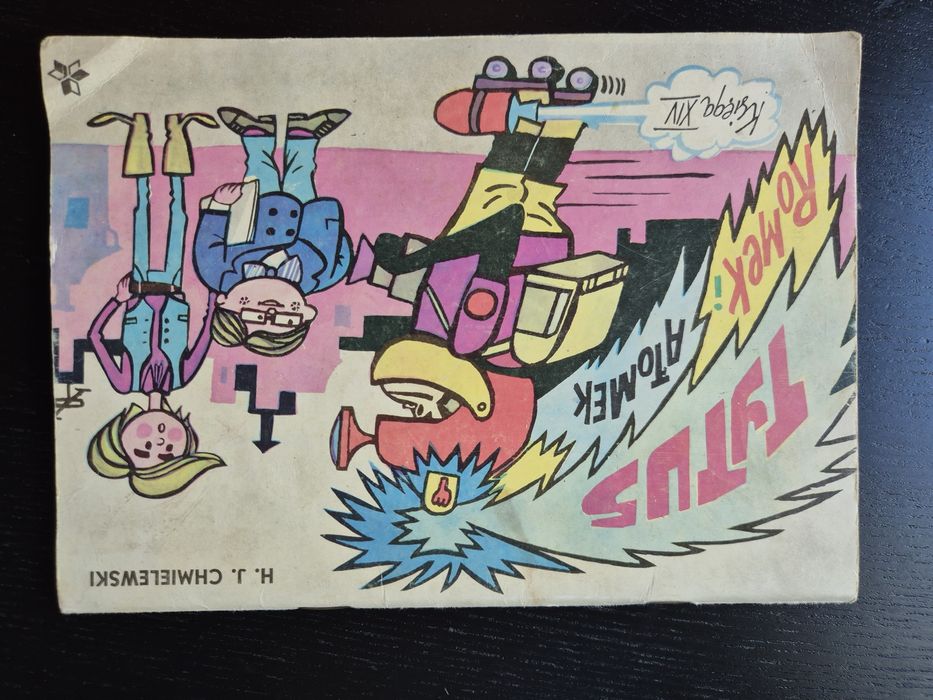 H. J. CHMIELEWSKI
TYTUS
ROMEK i
ATOMEK
Księga XIV